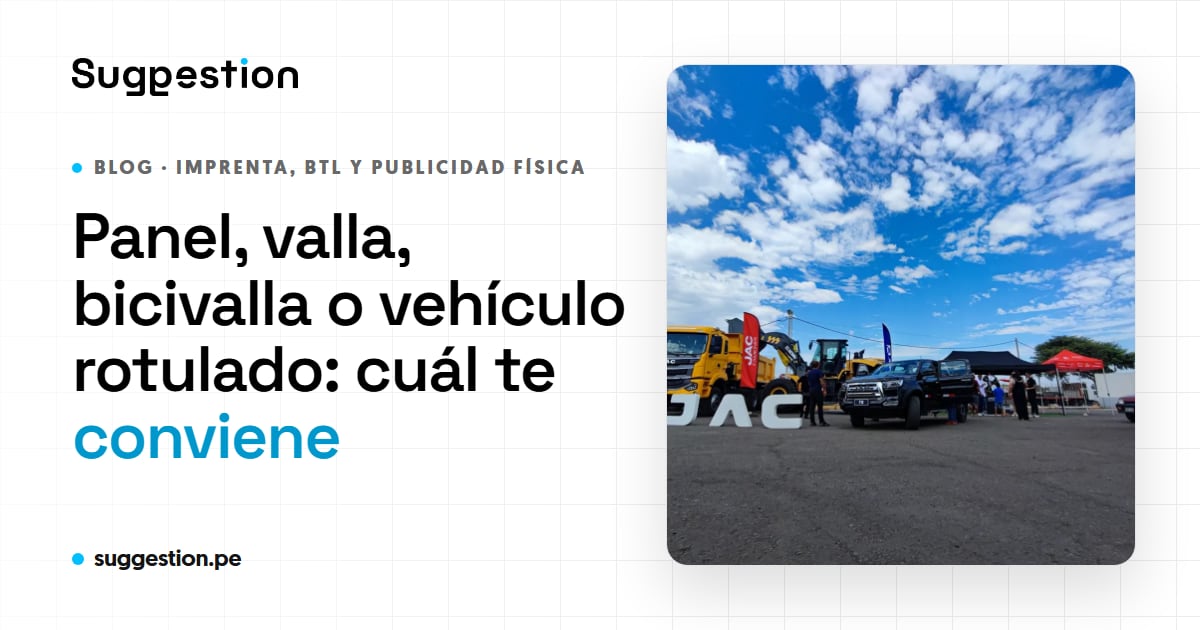 Suggestion
BLOG · IMPRENTA, BTL Y PUBLICIDAD FÍSICA
Panel, valla,
bicivalla o vehículo
rotulado: cuál te
conviene
suggestion.pe
JAC
JAC